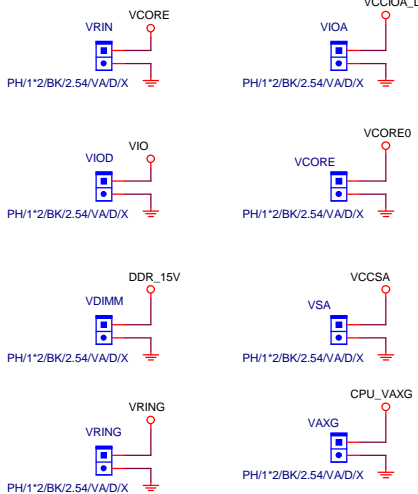 VCORE
VRIN
PH/1*2/BK/2.54/VA/D/X
VIOA
PH/1*2/BK/2.54/VA/D/X
VIO
VIOD
PH/1*2/BK/2.54/VA/D/X
VCORE0
VCORE
PH/1*2/BK/2.54/VA/D/X
DDR_15V
VDIMM
PH/1*2/BK/2.54/VA/D/X
VCCSA
VSA
PH/1*2/BK/2.54/VA/D/X
VRING
VRING
PH/1*2/BK/2.54/VA/D/X
CPU_VAXG
VAXG
PH/1*2/BK/2.54/VA/D/X